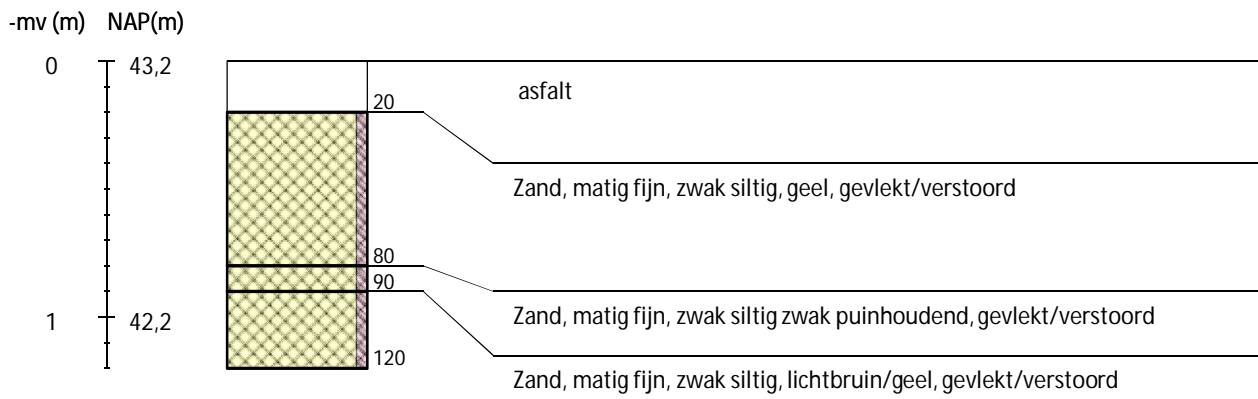 -mv (m) NAP(m)
0 43,2
asfalt
20
Zand, matig fijn, zwak siltig, geel, gevlekt/verstoord
80
90
1 42,2
Zand, matig fijn, zwak siltig zwak puinhoudend, gevlekt/verstoord
120
Zand, matig fijn, zwak siltig, lichtbruin/geel, gevlekt/verstoord